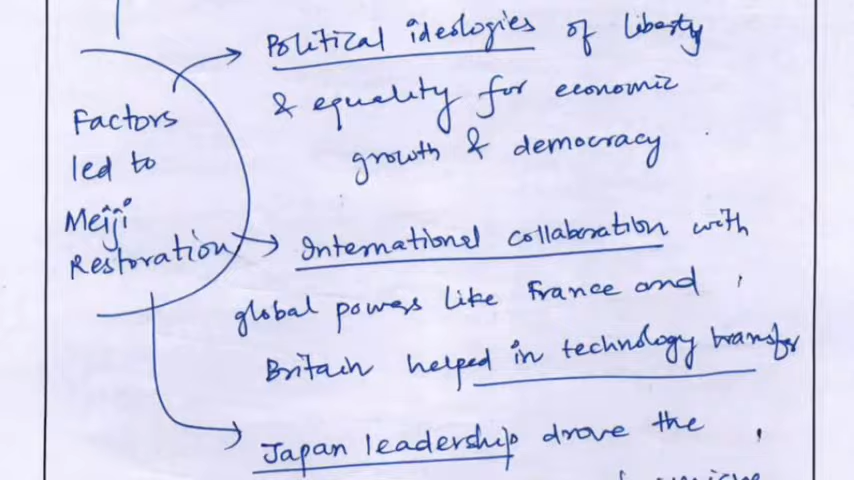 Political ideologies of liberty
& equality for economic
growth & democracy
Factors
led to
Meiji
Restoration
International collaboration with
global powers like France and
Britain helped in technology transfer
Japan leadership drove the